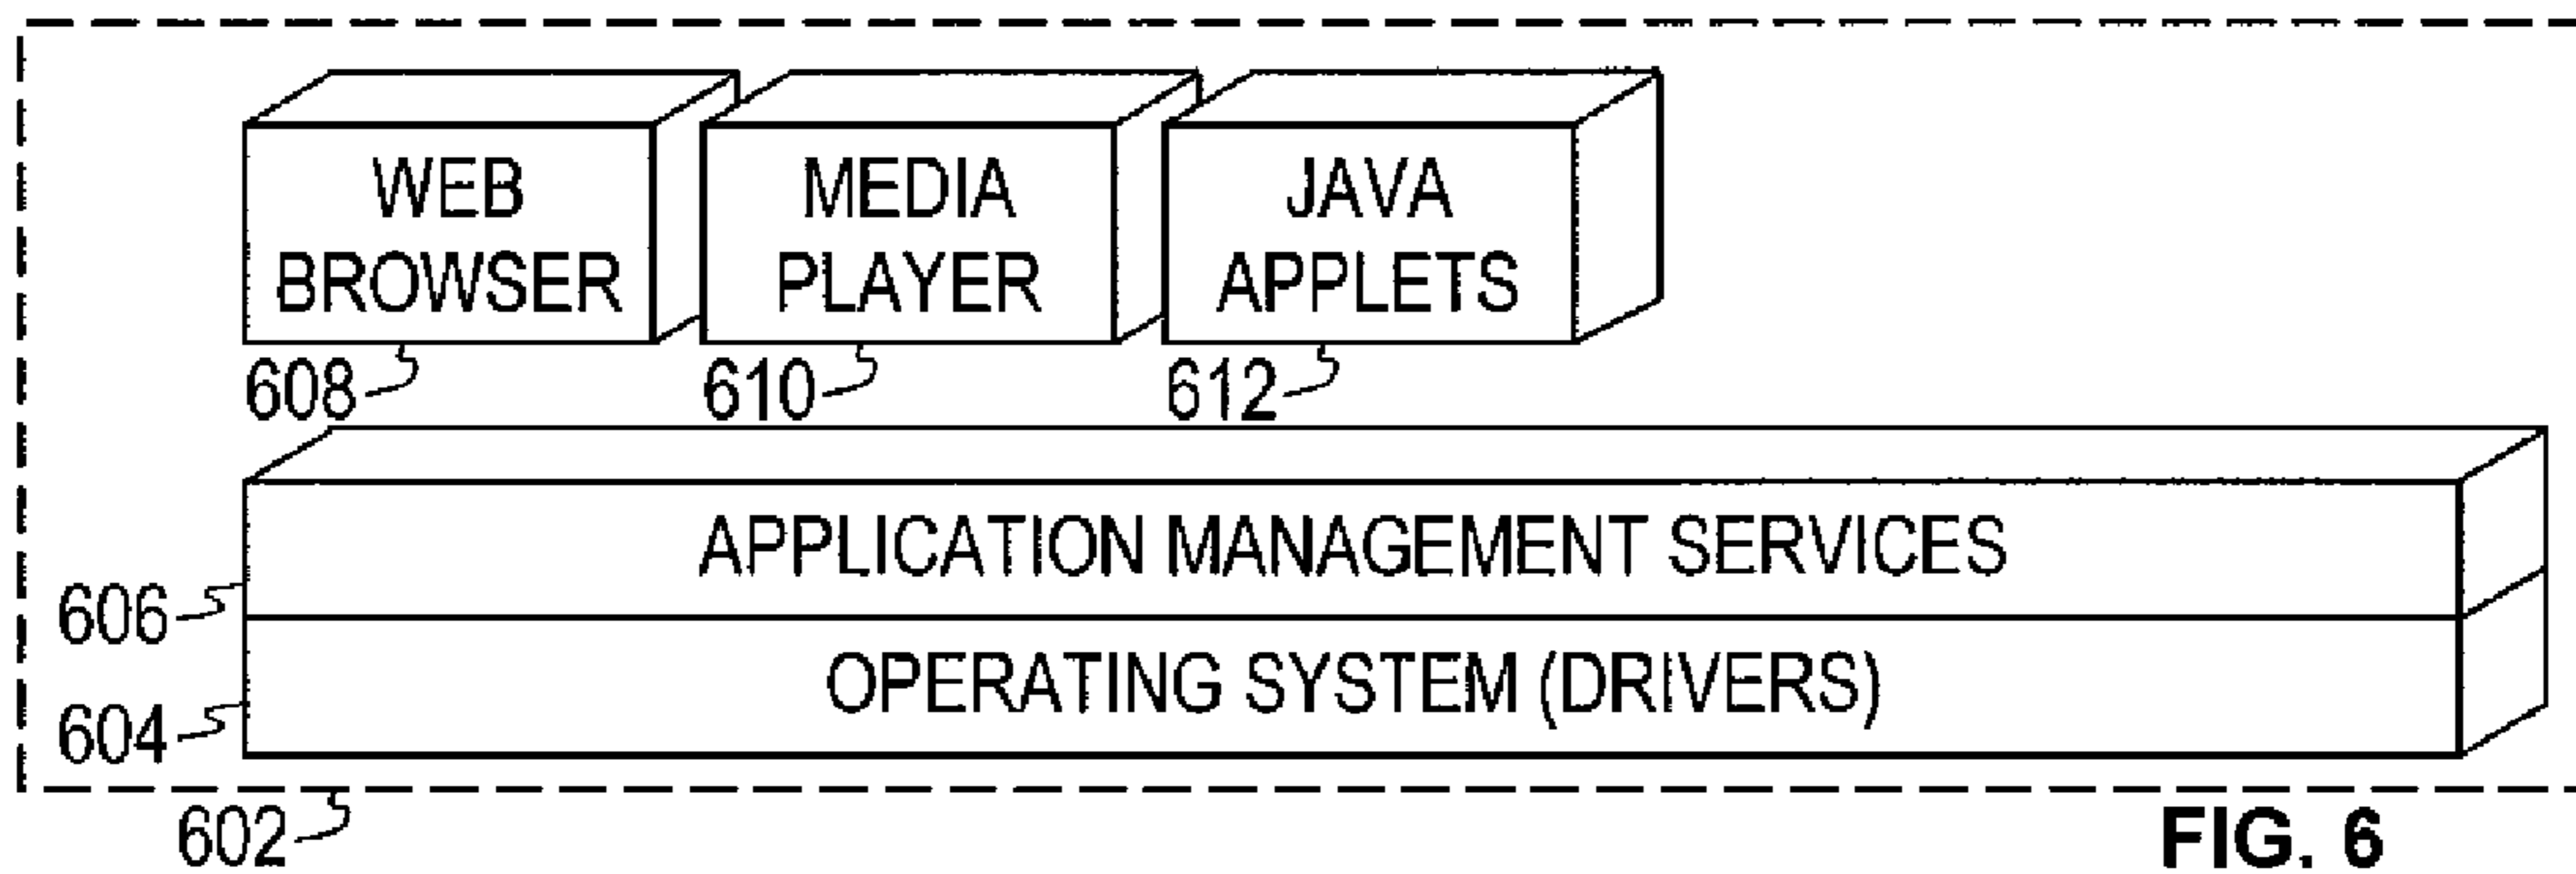 WEB
BROWSER
MEDIA
PLAYER
JAVA
APPLETS
608
610
612
APPLICATION MANAGEMENT SERVICES
606
OPERATING SYSTEM (DRIVERS)
604
602
FIG. 6